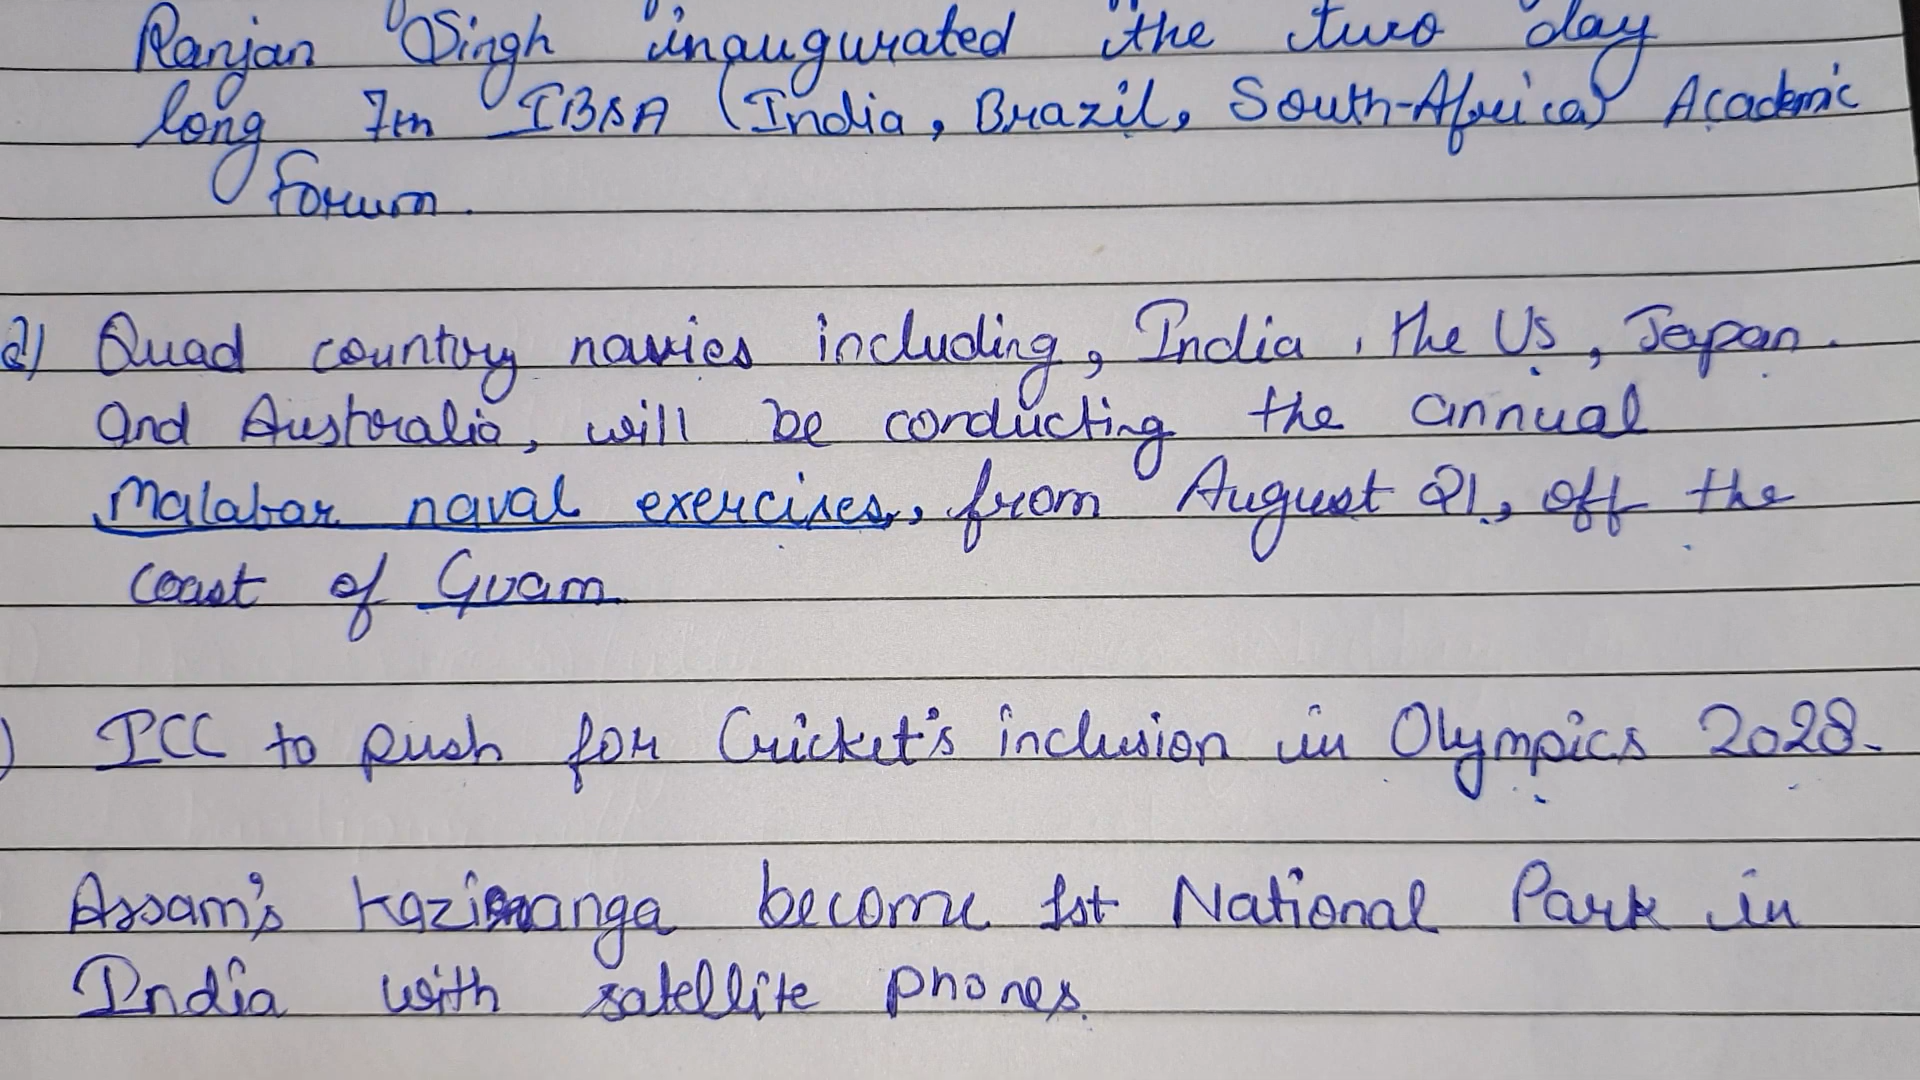 Ranjan Singh inaugurated the two day
long 7th IBSA (India, Brazil, South-Africa) Academic
Forum.
2) Quad country navies including, India, the US, Japan.
and Australia, will be conducting the annual
Malabar naval exercises, from August 21, off the
coast of Guam
) ICC to push for Cricket's inclusion in Olympics 2028.
Assam's Kaziranga become 1st National Park in
India with satellite phones.